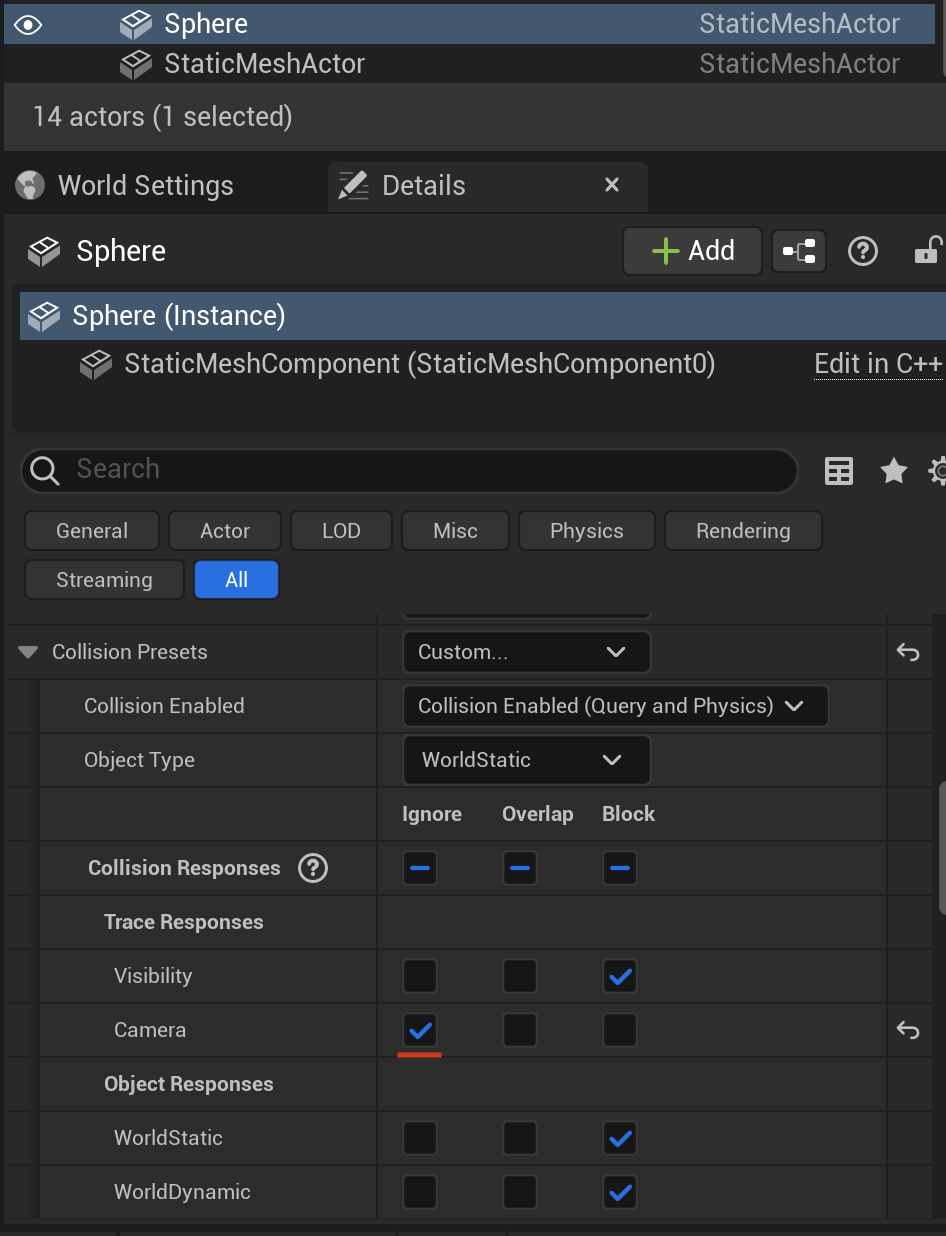 Sphere StaticMeshActor
StaticMeshActor StaticMeshActor
14 actors (1 selected)
World Settings Details
Sphere Add
Sphere (Instance)
StaticMeshComponent (StaticMeshComponent0) Edit in C++
Search
General Actor LOD Misc Physics Rendering
Streaming All
Collision Presets Custom...
Collision Enabled Collision Enabled (Query and Physics)
Object Type WorldStatic
Ignore Overlap Block
Collision Responses ?
Trace Responses
Visibility
Camera
Object Responses
WorldStatic
WorldDynamic